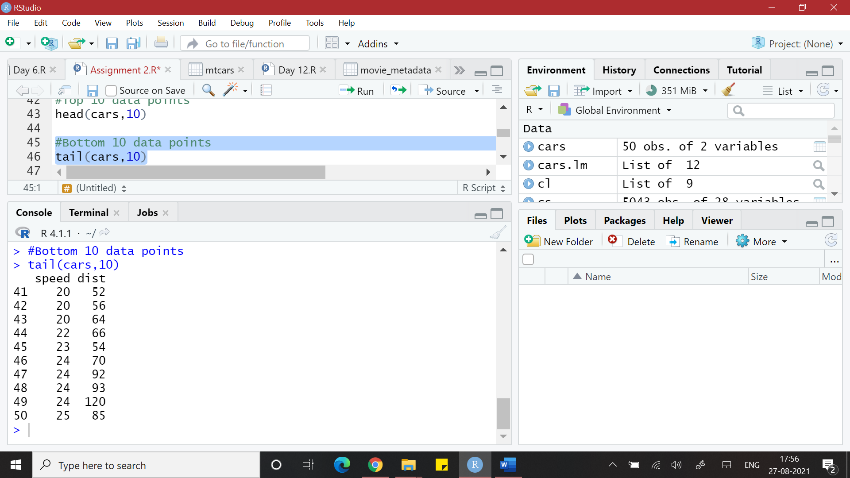 RStudio
File Edit Code View Plots Session Build Debug Profile Tools Help
Go to file/function Addins Project: (None)
Day 6.R Assignment 2.R* mtcars Day 12.R movie_metadata
Source on Save Run Source
42 #Top 10 data points
43 head(cars,10)
44
45 #Bottom 10 data points
46 tail(cars,10)
47
45:1 # (Untitled) R Script
Console Terminal Jobs
R 4.1.1 · ~/
> #Bottom 10 data points
> tail(cars,10)
speed dist
41 20 52
42 20 56
43 20 64
44 22 66
45 23 54
46 24 70
47 24 92
48 24 93
49 24 120
50 25 85
>
Environment History Connections Tutorial
Import 351 MiB List
R Global Environment
Data
cars 50 obs. of 2 variables
cars.lm List of 12
cl List of 9
5043 obs. of 28 variables
Files Plots Packages Help Viewer
New Folder Delete Rename More
...
Name Size Mod
Type here to search
ENG
17:56
27-08-2021
2